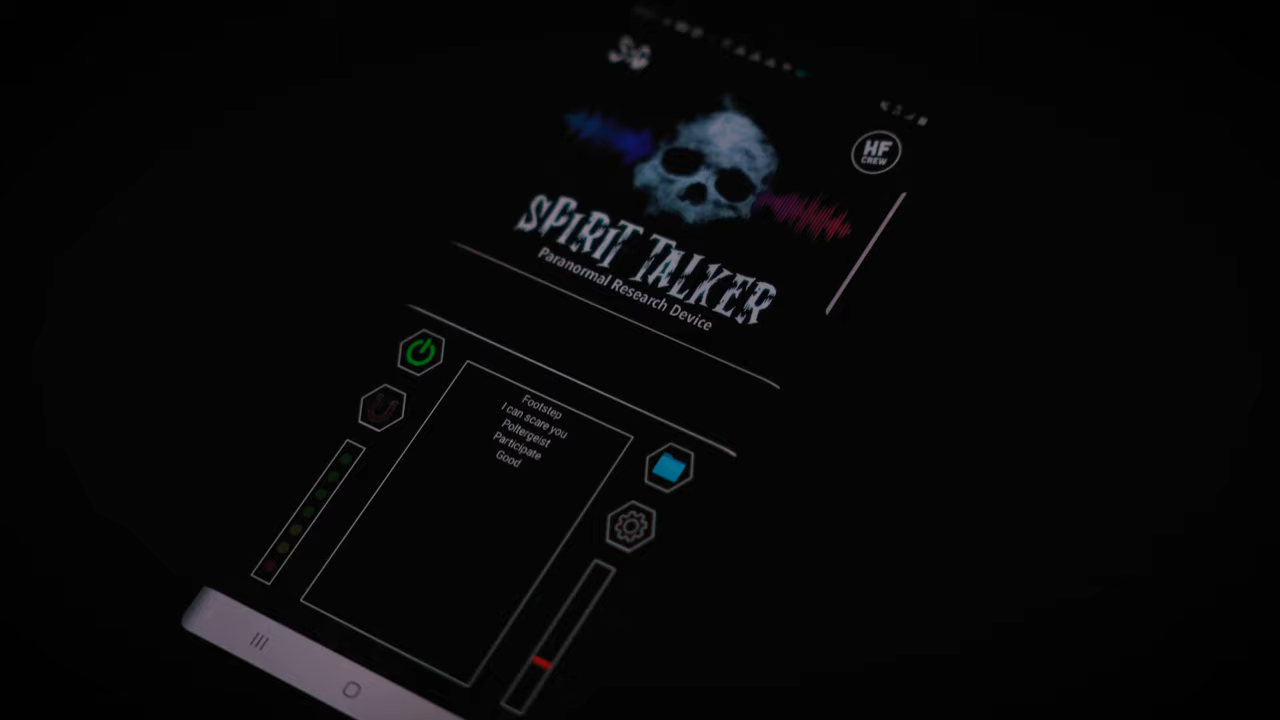 HF
CREW
SPIRIT TALKER
Paranormal Research Device
Footstep
I can scare you
Poltergeist
Participate
Good